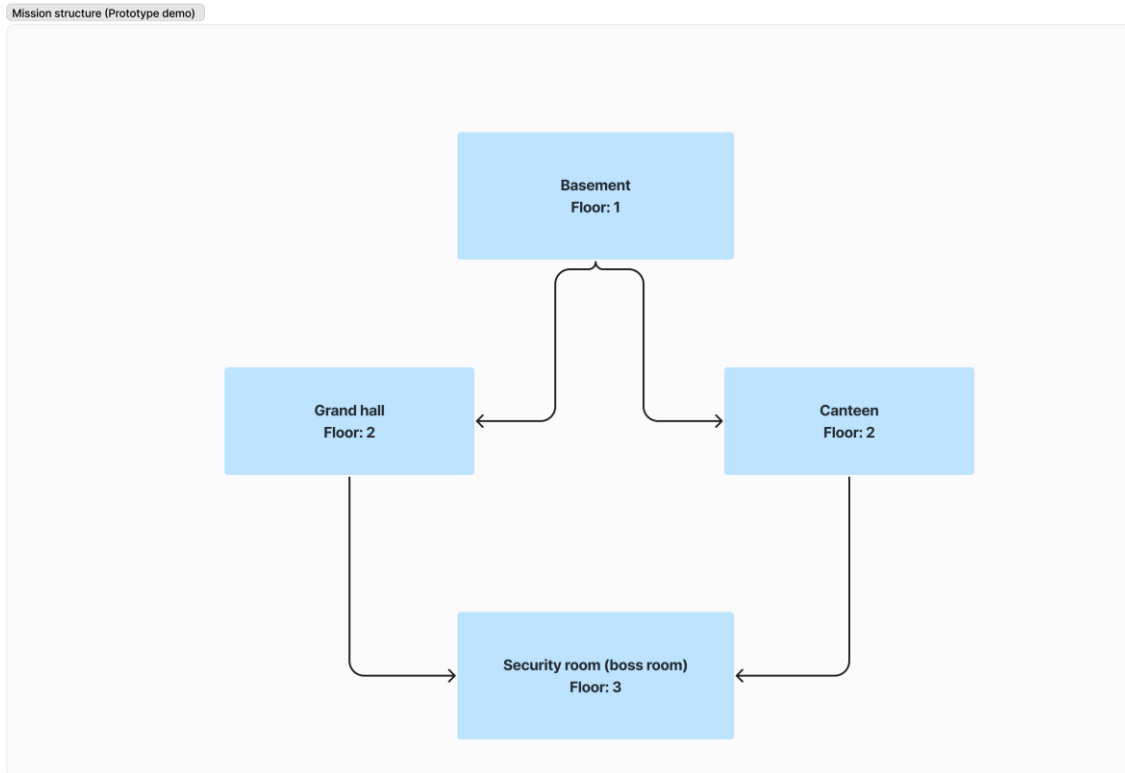 Mission structure (Prototype demo)
Basement
Floor: 1
Grand hall
Floor: 2
Canteen
Floor: 2
Security room (boss room)
Floor: 3